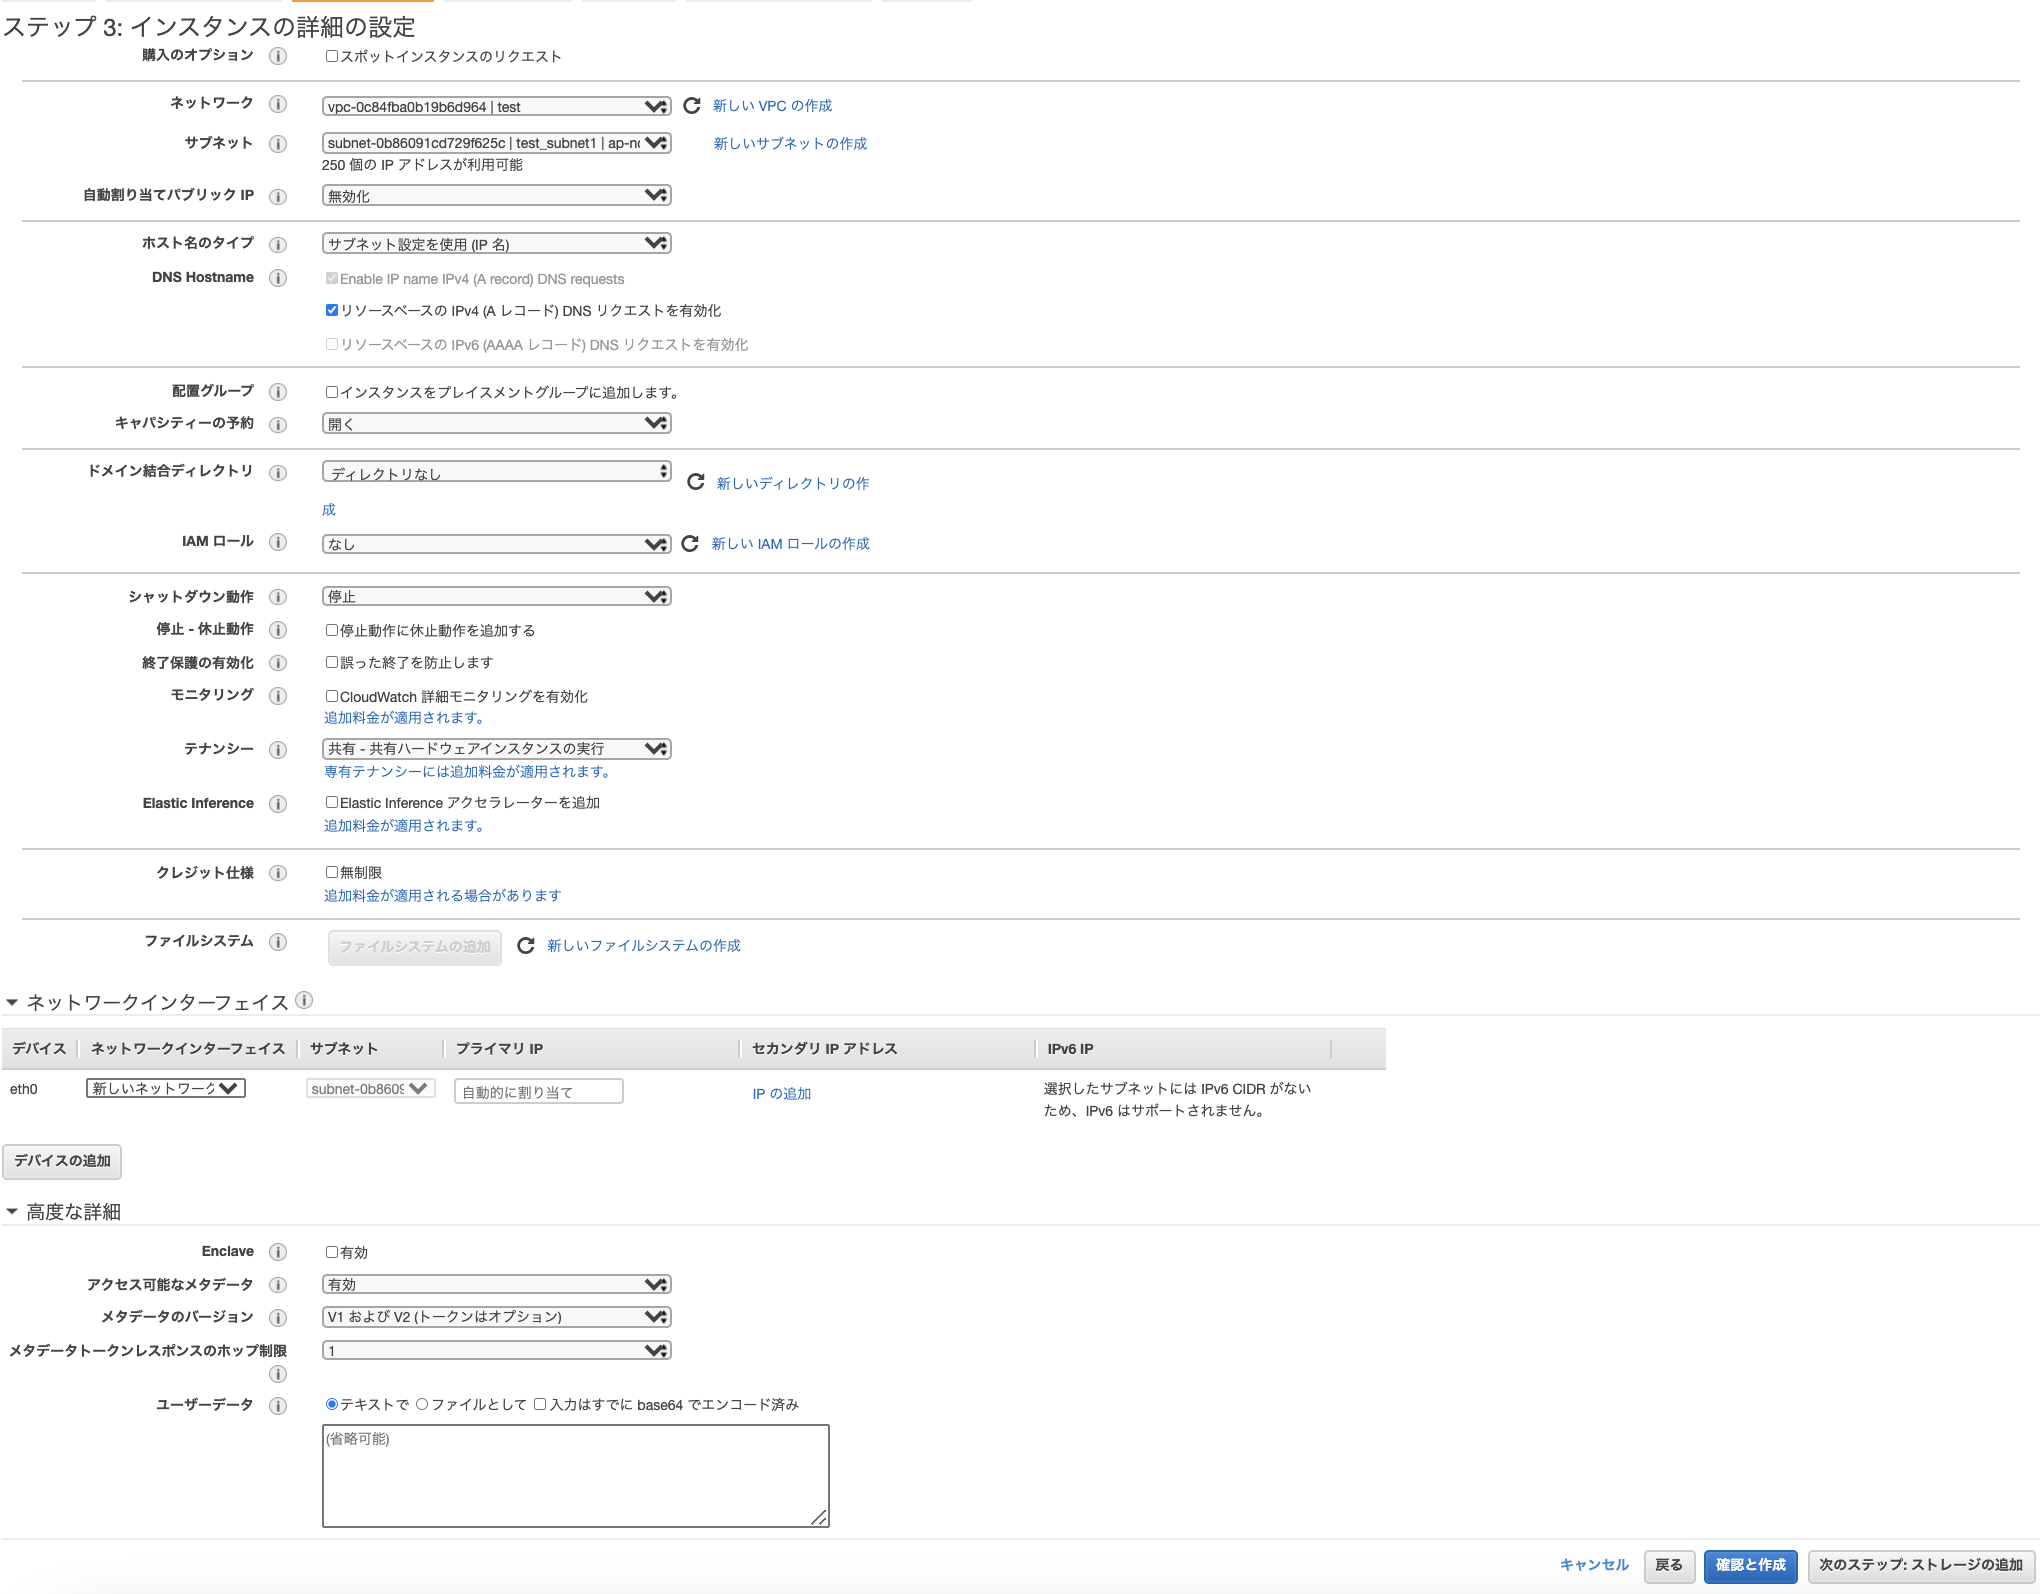 ステップ 3: インスタンスの詳細の設定
購入のオプション スポットインスタンスのリクエスト
ネットワーク vpc-0c84fba0b19b6d964 | test 新しい VPC の作成
サブネット subnet-0b86091cd729f625c | test_subnet1 | ap-no 新しいサブネットの作成
250 個の IP アドレスが利用可能
自動割り当てパブリック IP 無効化
ホスト名のタイプ サブネット設定を使用 (IP 名)
DNS Hostname Enable IP name IPv4 (A record) DNS requests
リソースベースの IPv4 (A レコード) DNS リクエストを有効化
リソースベースの IPv6 (AAAA レコード) DNS リクエストを有効化
配置グループ インスタンスをプレイスメントグループに追加します。
キャパシティーの予約 開く
ドメイン結合ディレクトリ ディレクトリなし 新しいディレクトリの作
成
IAM ロール なし 新しい IAM ロールの作成
シャットダウン動作 停止
停止 - 休止動作 停止動作に休止動作を追加する
終了保護の有効化 誤った終了を防止します
モニタリング CloudWatch 詳細モニタリングを有効化
追加料金が適用されます。
テナンシー 共有 - 共有ハードウェアインスタンスの実行
専有テナンシーには追加料金が適用されます。
Elastic Inference Elastic Inference アクセラレーターを追加
追加料金が適用されます。
クレジット仕様 無制限
追加料金が適用される場合があります
ファイルシステム ファイルシステムの追加 新しいファイルシステムの作成
ネットワークインターフェイス
デバイス ネットワークインターフェイス サブネット プライマリ IP セカンダリ IP アドレス IPv6 IP
eth0 新しいネットワーク subnet-0b8609 自動的に割り当て IP の追加 選択したサブネットには IPv6 CIDR がない
ため、IPv6 はサポートされません。
デバイスの追加
高度な詳細
Enclave 有効
アクセス可能なメタデータ 有効
メタデータのバージョン V1 および V2 (トークンはオプション)
メタデータトークンレスポンスのホップ制限 1
ユーザーデータ テキストで ファイルとして 入力はすでに base64 でエンコード済み
(省略可能)
キャンセル 戻る 確認と作成 次のステップ: ストレージの追加